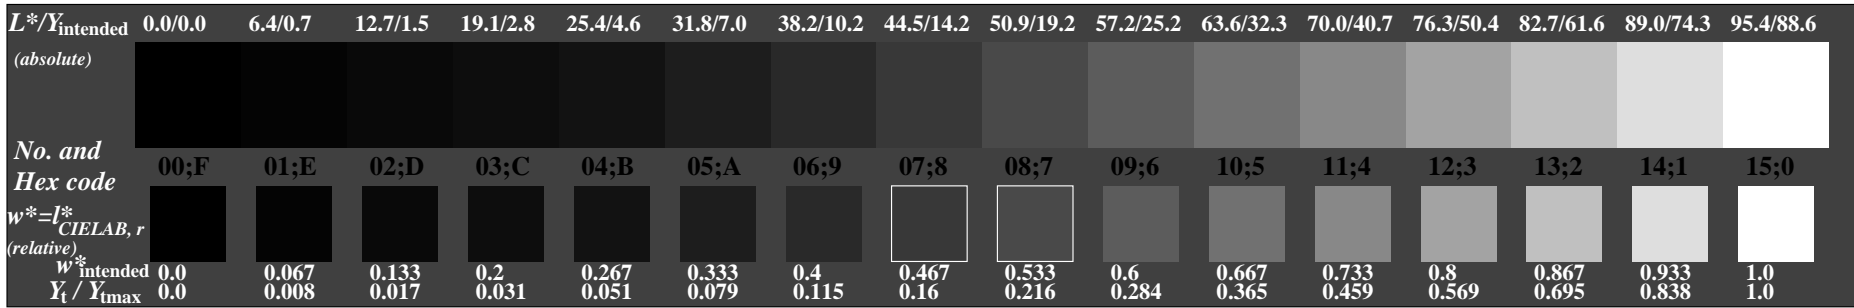 L*/Yintended 0.0/0.0 6.4/0.7 12.7/1.5 19.1/2.8 25.4/4.6 31.8/7.0 38.2/10.2 44.5/14.2 50.9/19.2 57.2/25.2 63.6/32.3 70.0/40.7 76.3/50.4 82.7/61.6 89.0/74.3 95.4/88.6
(absolute)
No. and
Hex code
00;F 01;E 02;D 03;C 04;B 05;A 06;9 07;8 08;7 09;6 10;5 11;4 12;3 13;2 14;1 15;0
w*=l*CIELAB, r
(relative)
w*intended 0.0 0.067 0.133 0.2 0.267 0.333 0.4 0.467 0.533 0.6 0.667 0.733 0.8 0.867 0.933 1.0
Yt / Ytmax 0.0 0.008 0.017 0.031 0.051 0.079 0.115 0.16 0.216 0.284 0.365 0.459 0.569 0.695 0.838 1.0